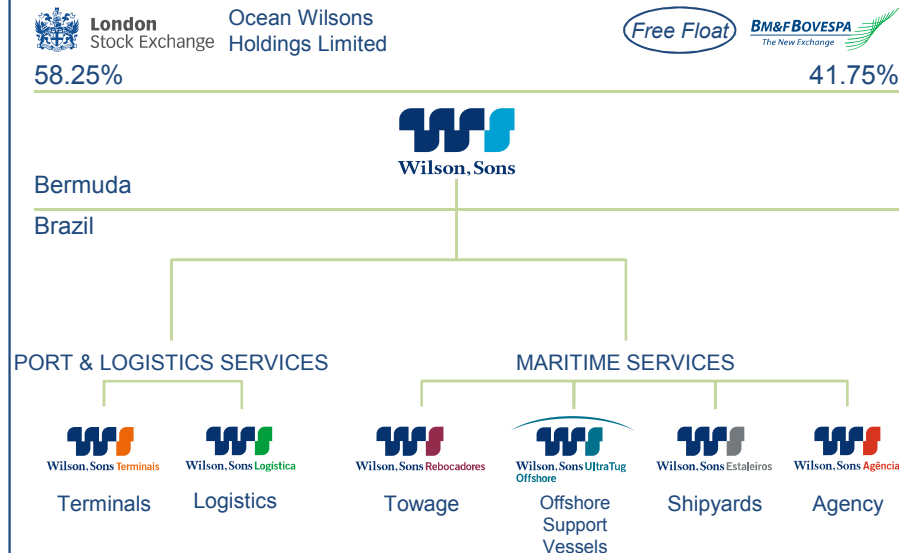 London
Stock Exchange
Ocean Wilsons
Holdings Limited
Free Float
BM&FBOVESPA
The New Exchange
58.25%
41.75%
Wilson, Sons
Bermuda
Brazil
PORT & LOGISTICS SERVICES
MARITIME SERVICES
Wilson, Sons Terminais
Wilson, Sons Logística
Wilson, Sons Rebocadores
Wilson, Sons UltraTug
Offshore
Wilson, Sons Estaleiros
Wilson, Sons Agência
Terminals
Logistics
Towage
Offshore
Support
Vessels
Shipyards
Agency